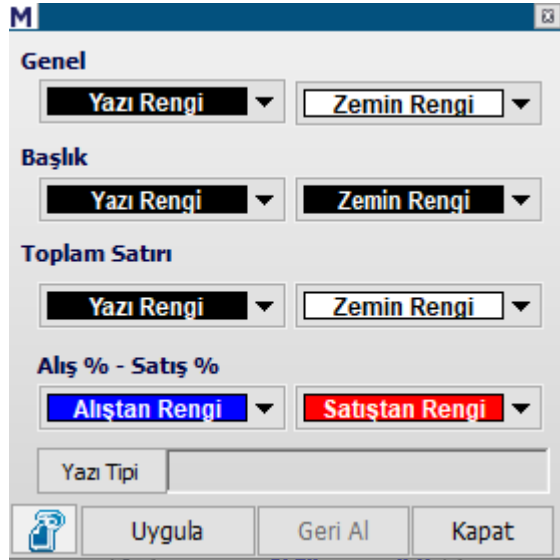 M
Genel
Yazı Rengi Zemin Rengi
Başlık
Yazı Rengi Zemin Rengi
Toplam Satırı
Yazı Rengi Zemin Rengi
Alış % - Satış %
Alıştan Rengi Satıştan Rengi
Yazı Tipi
Uygula Geri Al Kapat